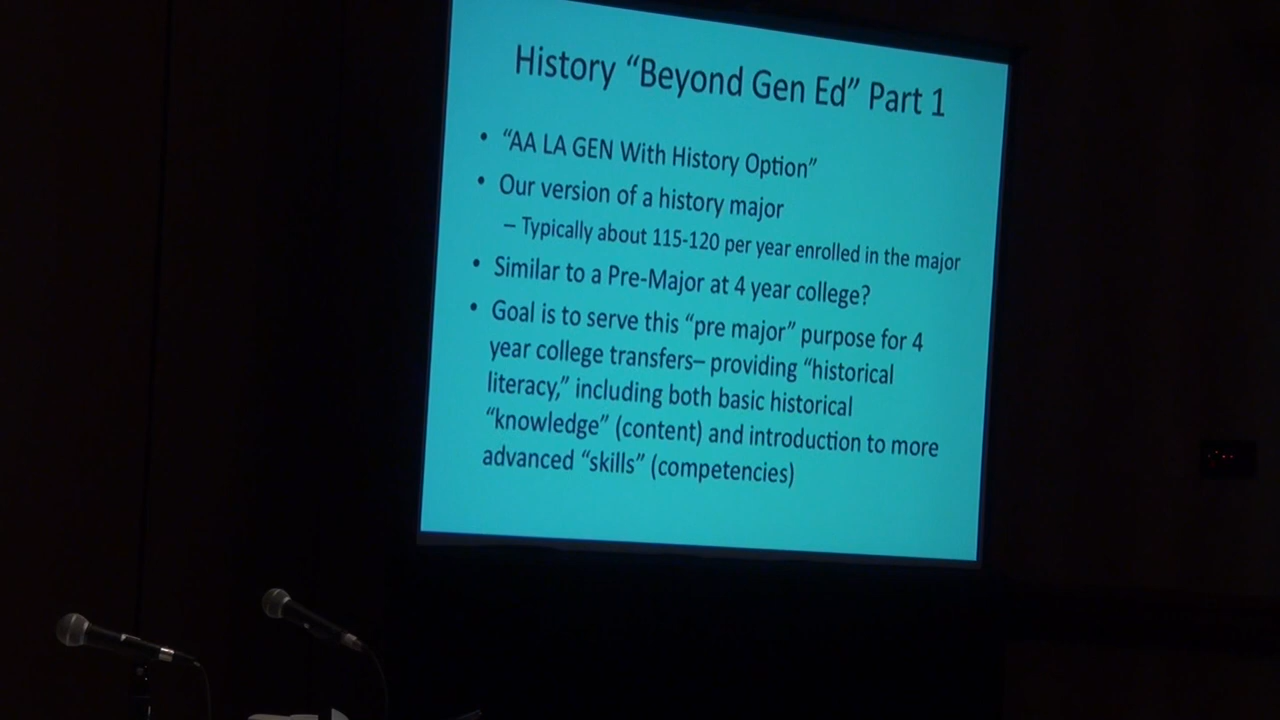 History “Beyond Gen Ed” Part 1
• “AA LA GEN With History Option”
• Our version of a history major
– Typically about 115-120 per year enrolled in the major
• Similar to a Pre-Major at 4 year college?
• Goal is to serve this “pre major” purpose for 4
year college transfers– providing “historical
literacy,” including both basic historical
“knowledge” (content) and introduction to more
advanced “skills” (competencies)